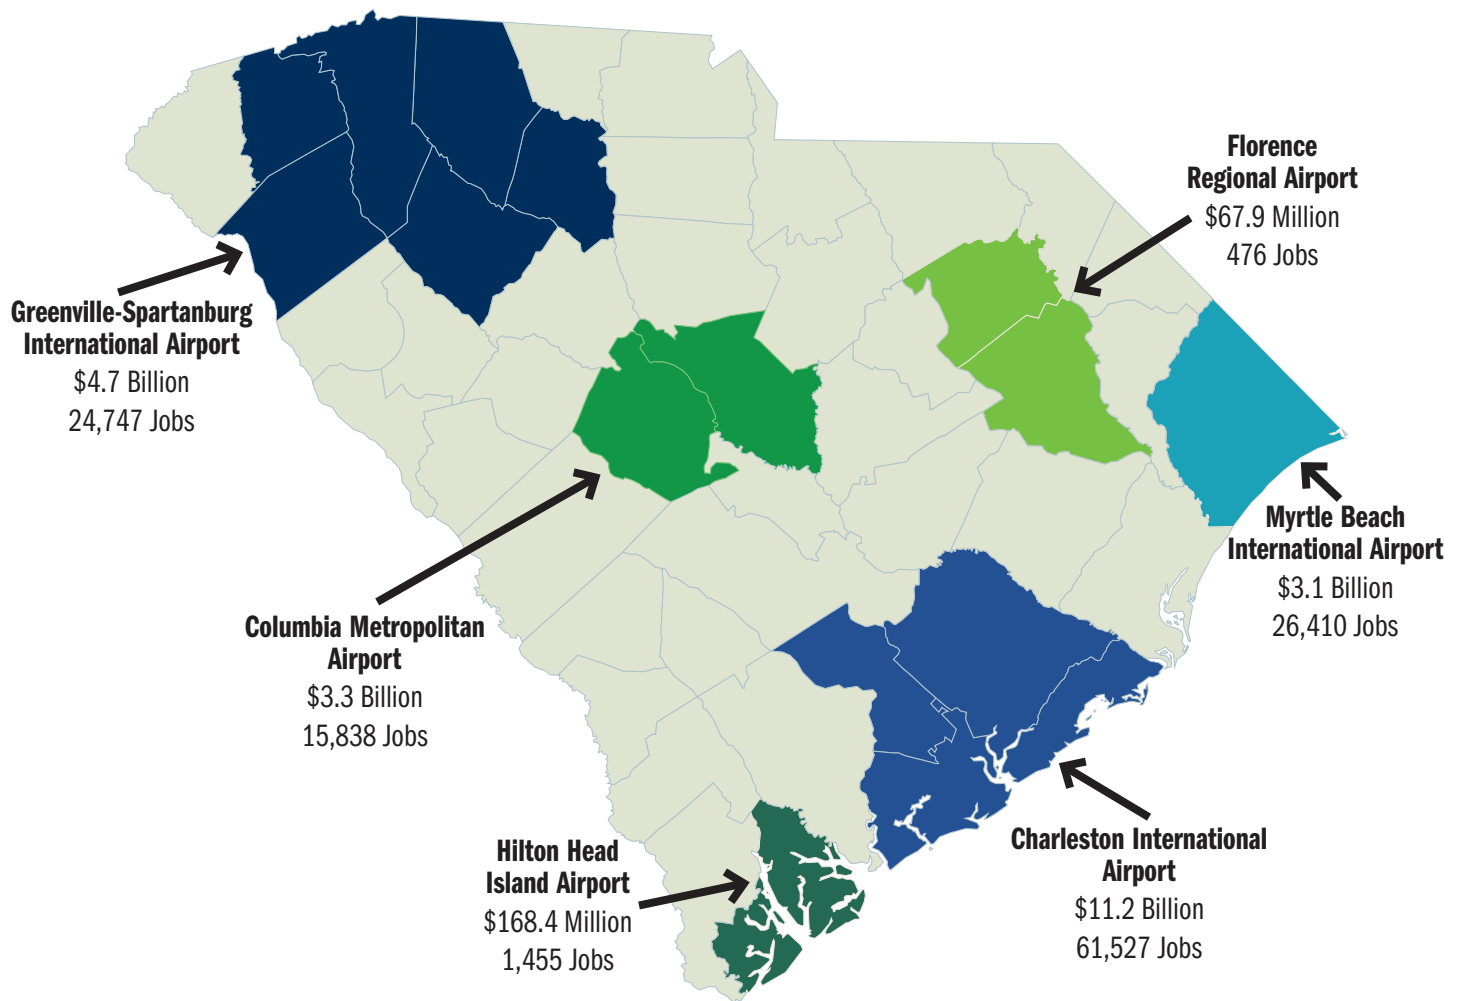 Florence
Regional Airport
$67.9 Million
476 Jobs
Greenville-Spartanburg
International Airport
$4.7 Billion
24,747 Jobs
Myrtle Beach
International Airport
$3.1 Billion
26,410 Jobs
Columbia Metropolitan
Airport
$3.3 Billion
15,838 Jobs
Charleston International
Airport
$11.2 Billion
61,527 Jobs
Hilton Head
Island Airport
$168.4 Million
1,455 Jobs